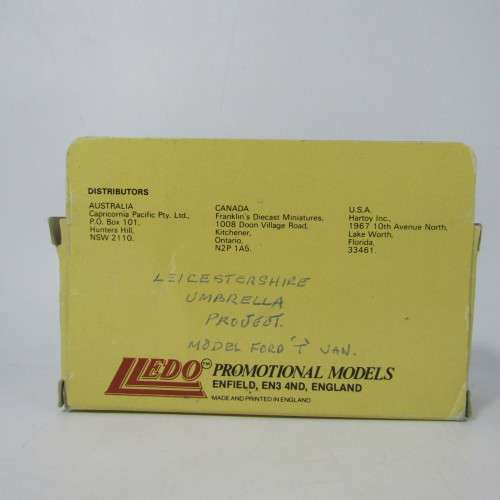 DISTRIBUTORS
AUSTRALIA
Capricornia Pacific Pty. Ltd.,
P.O. Box 101,
Hunters Hill,
NSW 2110.
CANADA
Franklin's Diecast Miniatures,
1008 Doon Village Road,
Kitchener,
Ontario,
N2P 1A5.
U.S.A.
Hartoy Inc.,
1967 10th Avenue North,
Lake Worth,
Florida,
33461.
LEICESTERSHIRE
UMBRELLA
PROJECT.
MODEL FORD 'T' VAN.
LLEDO™ PROMOTIONAL MODELS
ENFIELD, EN3 4ND, ENGLAND
MADE AND PRINTED IN ENGLAND